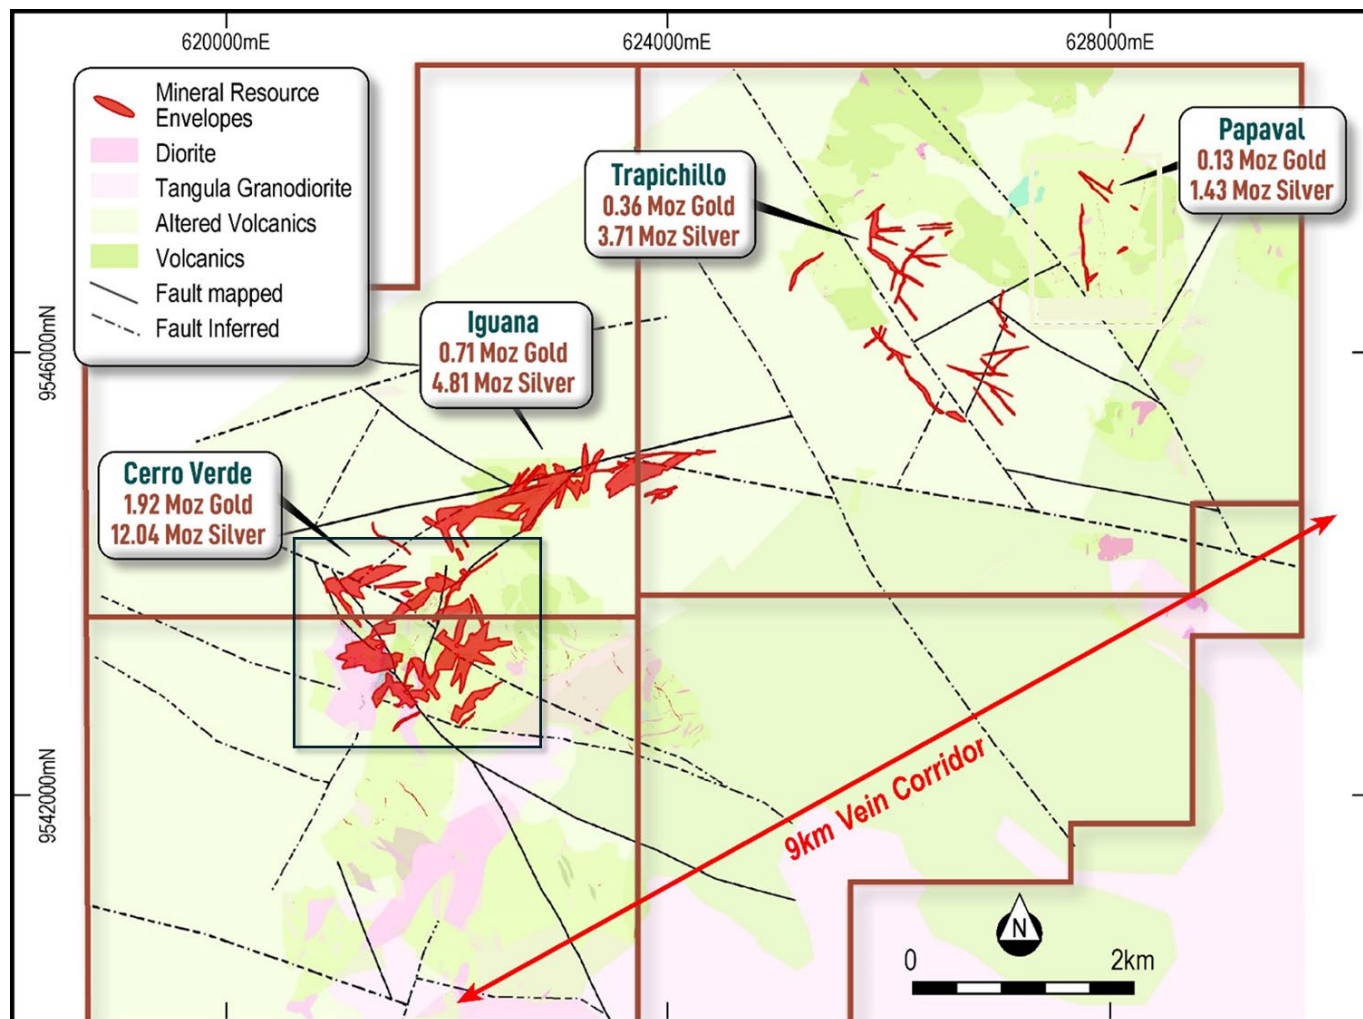 620000mE
624000mE
628000mE
Mineral Resource
Envelopes
Diorite
Tangula Granodiorite
Altered Volcanics
Volcanics
Fault mapped
Fault Inferred
Papaval
0.13 Moz Gold
1.43 Moz Silver
Trapichillo
0.36 Moz Gold
3.71 Moz Silver
Iguana
0.71 Moz Gold
4.81 Moz Silver
9546000mN
Cerro Verde
1.92 Moz Gold
12.04 Moz Silver
9542000mN
9km Vein Corridor
N
0
2km